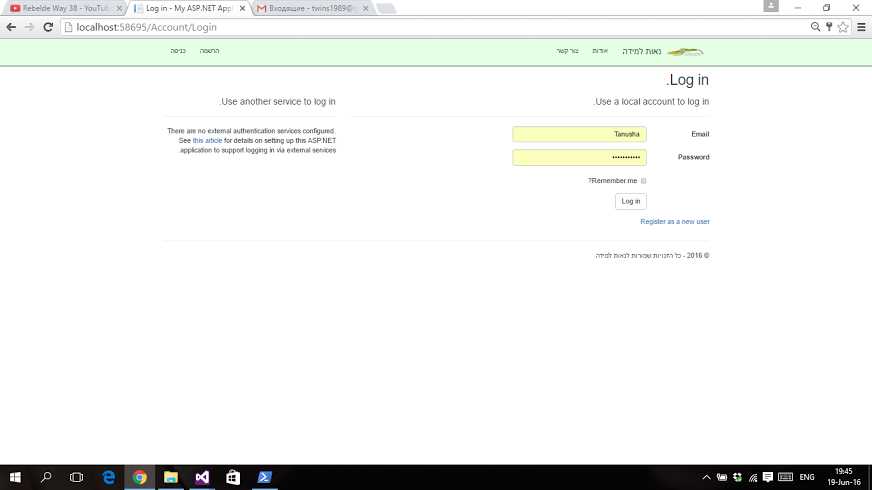 Rebelde Way 38 - YouTub
Log in - My ASP.NET Appl
Входящие - twins1989@g
localhost:58695/Account/Login
נאות למידה
אודות
צור קשר
הרשמה
כניסה
.Log in
.Use a local account to log in
Email
Tanusha
Password
•••••••••••
?Remember me
Log in
Register as a new user
.Use another service to log in
There are no external authentication services configured.
See this article for details on setting up this ASP.NET
.application to support logging in via external services
© 2016 - כל הזכויות שמורות לנאות למידה
ENG
19:45
19-Jun-16